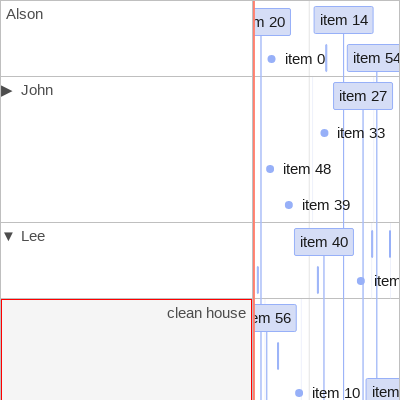 Alson
m 20
item 14
item 0
item 54
▶ John
item 27
item 33
item 48
item 39
▼ Lee
item 40
item
clean house
em 56
item 10
item